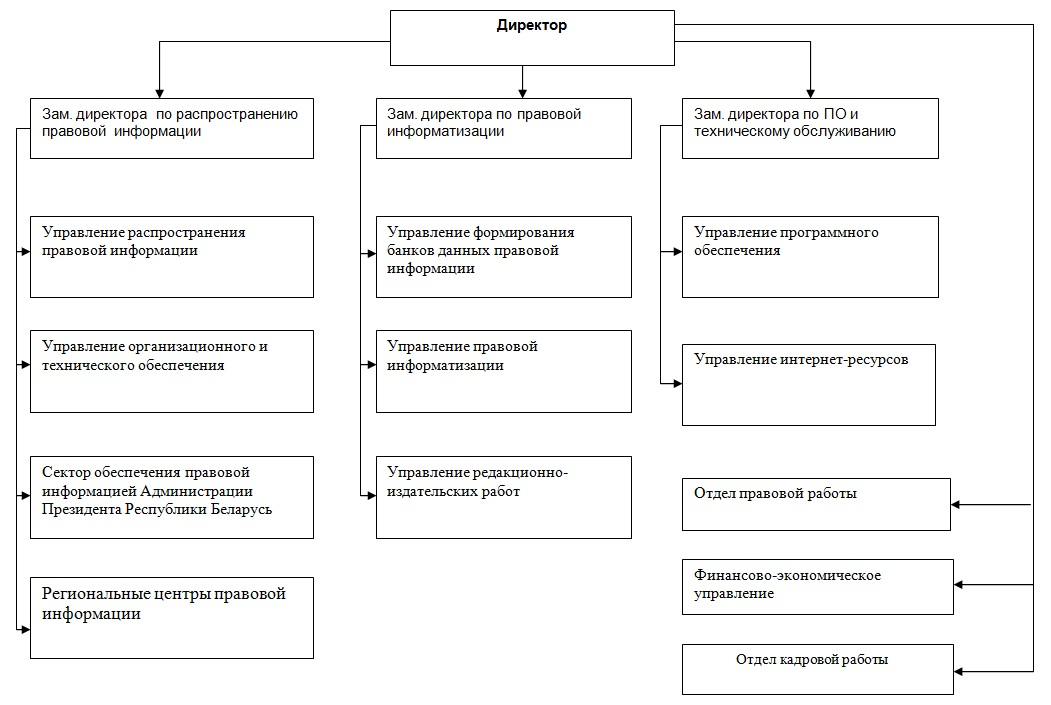 Директор
Зам. директора по распространию
правовой информации
Зам. директора по правовой
информатизации
Зам. директора по ПО и
техническому обслуживанию
Управление распространения
правовой информации
Управление формирования
банков данных правовой
информации
Управление программного
обеспечения
Управление организационного и
технического обеспечения
Управление правовой
информатизации
Управление интернет-ресурсов
Сектор обеспечения правовой
информацией Администрации
Президента Республики Беларусь
Управление редакционно-
издательских работ
Отдел правовой работы
Региональные центры правовой
информации
Финансово-экономическое
управление
Отдел кадровой работы